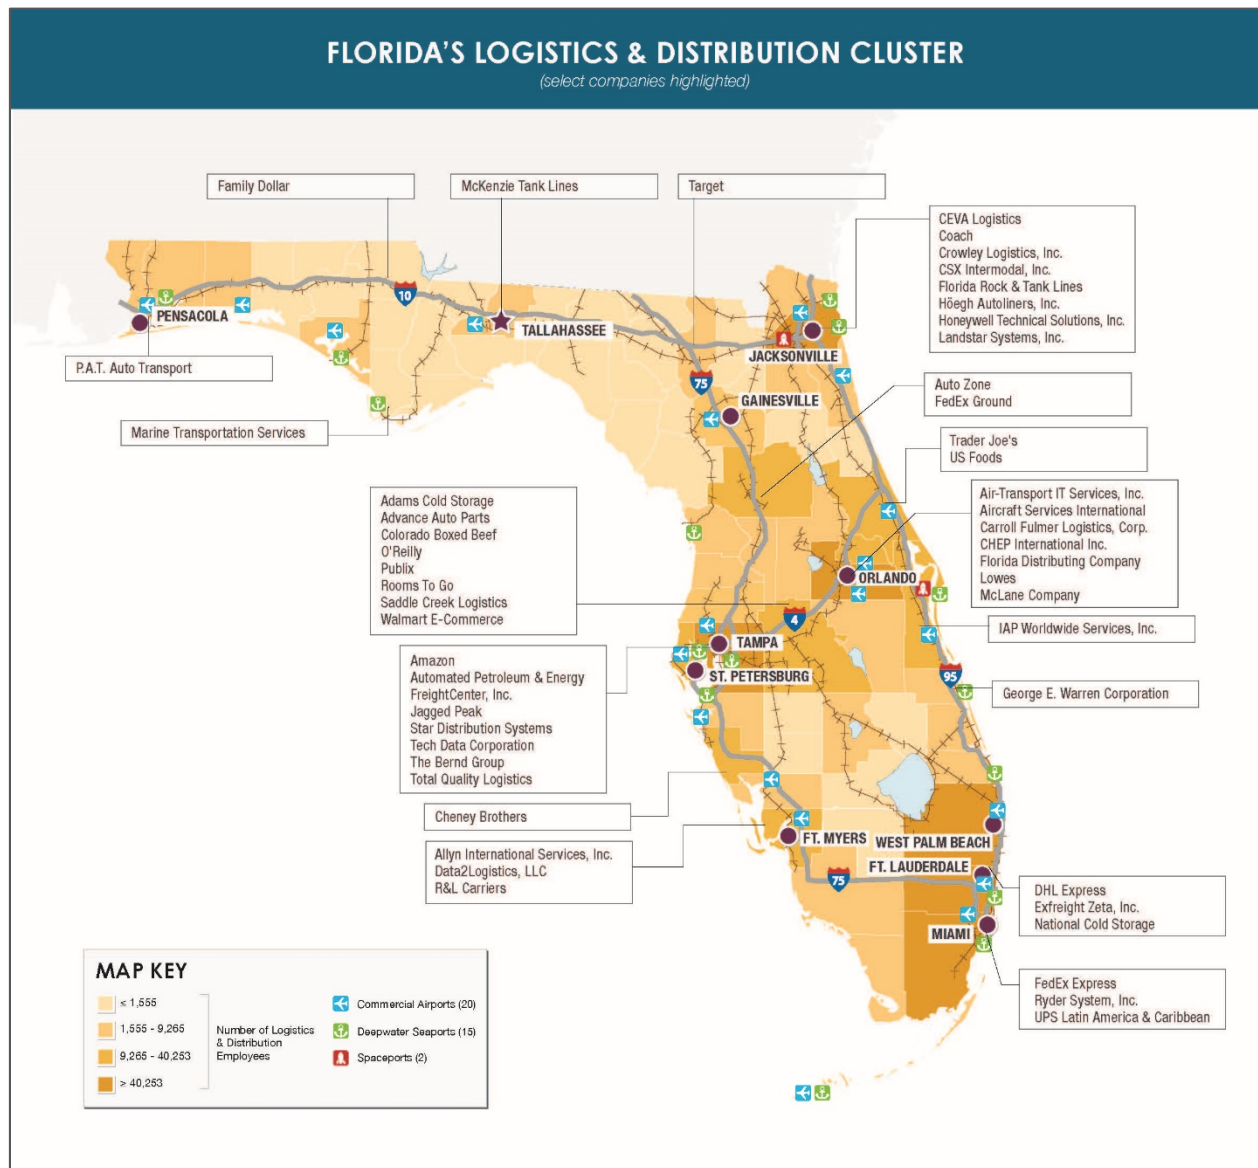 FLORIDA'S LOGISTICS & DISTRIBUTION CLUSTER
(select companies highlighted)
Family Dollar
McKenzie Tank Lines
Target
CEVA Logistics
Coach
Crowley Logistics, Inc.
CSX Intermodal, Inc.
Florida Rock & Tank Lines
Höegh Autoliners, Inc.
Honeywell Technical Solutions, Inc.
Landstar Systems, Inc.
10
PENSACOLA
TALLAHASSEE
JACKSONVILLE
P.A.T. Auto Transport
75
GAINESVILLE
Auto Zone
FedEx Ground
Marine Transportation Services
Trader Joe's
US Foods
Adams Cold Storage
Advance Auto Parts
Colorado Boxed Beef
O'Reilly
Publix
Rooms To Go
Saddle Creek Logistics
Walmart E-Commerce
Air-Transport IT Services, Inc.
Aircraft Services International
Carroll Fulmer Logistics, Corp.
CHEP International Inc.
Florida Distributing Company
Lowes
McLane Company
ORLANDO
4
IAP Worldwide Services, Inc.
TAMPA
ST. PETERSBURG
95
George E. Warren Corporation
Amazon
Automated Petroleum & Energy
FreightCenter, Inc.
Jagged Peak
Star Distribution Systems
Tech Data Corporation
The Bernd Group
Total Quality Logistics
Cheney Brothers
Allyn International Services, Inc.
Data2Logistics, LLC
R&L Carriers
FT. MYERS
WEST PALM BEACH
FT. LAUDERDALE
75
DHL Express
Exfreight Zeta, Inc.
National Cold Storage
MIAMI
FedEx Express
Ryder System, Inc.
UPS Latin America & Caribbean
MAP KEY
≤ 1,555
1,555 - 9,265
9,265 - 40,253
> 40,253
Number of Logistics
& Distribution
Employees
Commercial Airports (20)
Deepwater Seaports (15)
Spaceports (2)